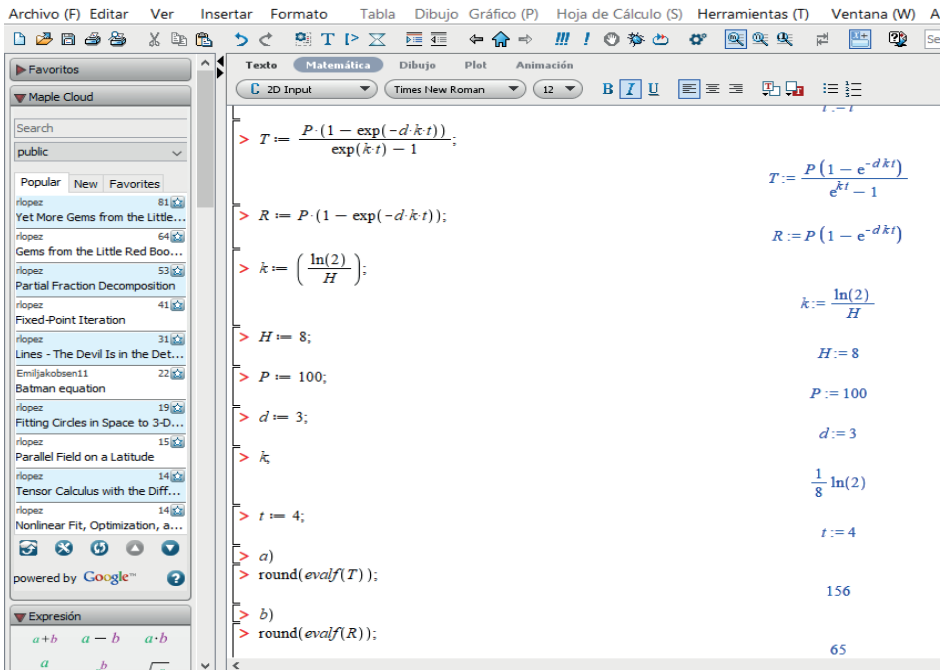 Archivo (F) Editar Ver Insertar Formato Tabla Dibujo Gráfico (P) Hoja de Cálculo (S) Herramientas (T) Ventana (W) A
Se
Favoritos
Maple Cloud
Search
public
Popular New Favorites
rlopez 81
Yet More Gems from the Little...
rlopez 64
Gems from the Little Red Boo...
rlopez 53
Partial Fraction Decomposition
rlopez 41
Fixed-Point Iteration
rlopez 31
Lines - The Devil Is in the Det...
Emiljakobsen11 22
Batman equation
rlopez 19
Fitting Circles in Space to 3-D...
rlopez 15
Parallel Field on a Latitude
rlopez 14
Tensor Calculus with the Diff...
rlopez 14
Nonlinear Fit, Optimization, a...
powered by Google™
Expresión
a+b a − b a·b
a b
Texto Matemática Dibujo Plot Animación
C 2D Input Times New Roman 12 B I U
> T := P·(1 − exp(−d·k·t)) / exp(k·t) − 1;
T := P (1 − e^(−d k t)) / e^(k t) − 1
> R := P·(1 − exp(−d·k·t));
R := P (1 − e^(−d k t))
> k := (ln(2) / H);
k := ln(2) / H
> H := 8;
H := 8
> P := 100;
P := 100
> d := 3;
d := 3
> k;
1/8 ln(2)
> t := 4;
t := 4
> a)
> round(evalf(T));
156
> b)
> round(evalf(R));
65